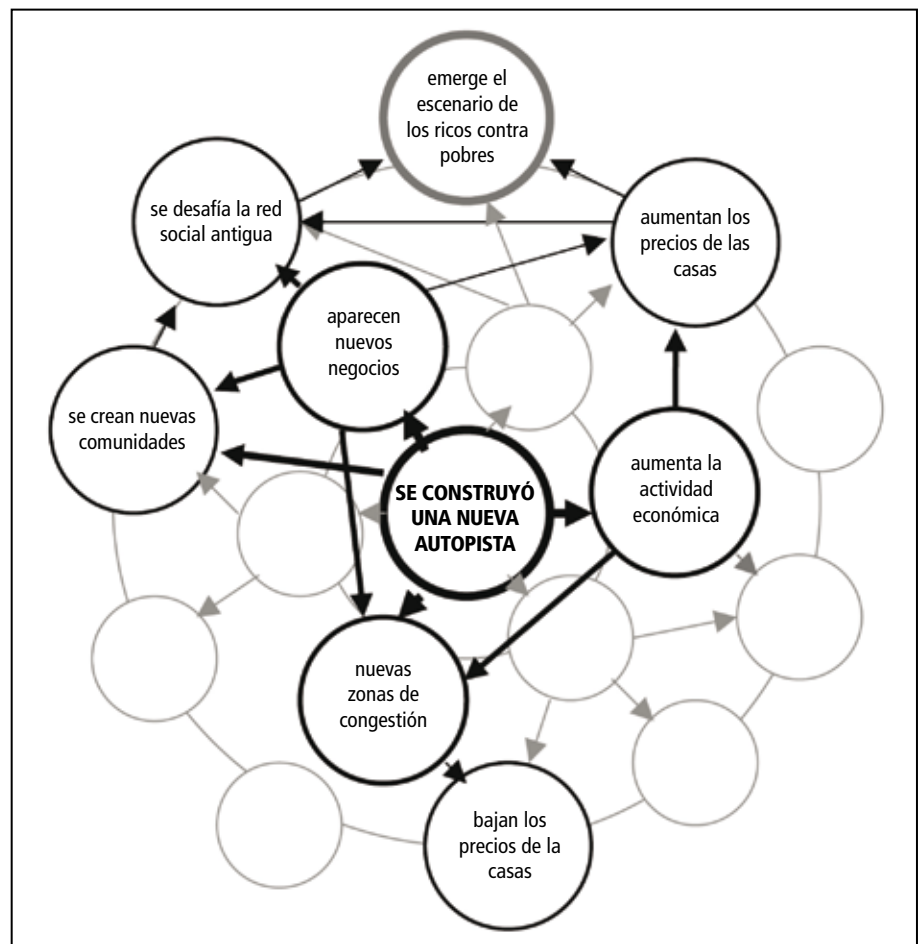 emerge el
escenario de
los ricos contra
pobres
se desafía la red
social antigua
aumentan los
precios de las
casas
aparecen
nuevos
negocios
se crean nuevas
comunidades
SE CONSTRUYÓ
UNA NUEVA
AUTOPISTA
aumenta la
actividad
económica
nuevas
zonas de
congestión
bajan los
precios de la
casas